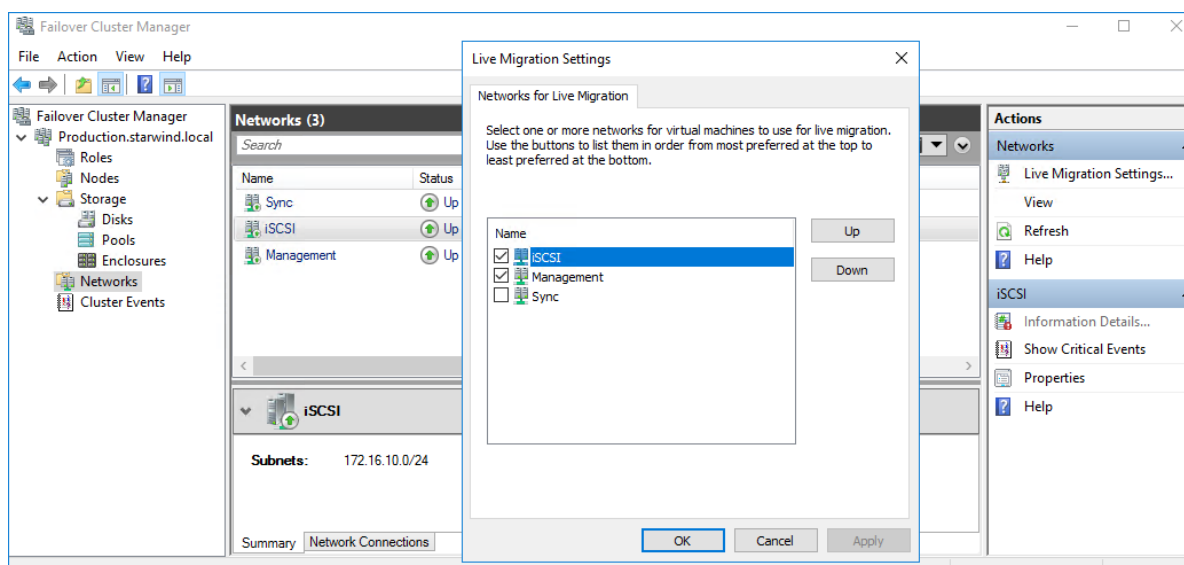 Failover Cluster Manager
File Action View Help
Failover Cluster Manager
Production.starwind.local
Roles
Nodes
Storage
Disks
Pools
Enclosures
Networks
Cluster Events
Networks (3)
Search
Name Status
Sync Up
iSCSI Up
Management Up
iSCSI
Subnets: 172.16.10.0/24
Summary Network Connections
Live Migration Settings
Networks for Live Migration
Select one or more networks for virtual machines to use for live migration.
Use the buttons to list them in order from most preferred at the top to
least preferred at the bottom.
Name
iSCSI
Management
Sync
Up
Down
OK Cancel Apply
Actions
Networks
Live Migration Settings...
View
Refresh
Help
iSCSI
Information Details...
Show Critical Events
Properties
Help